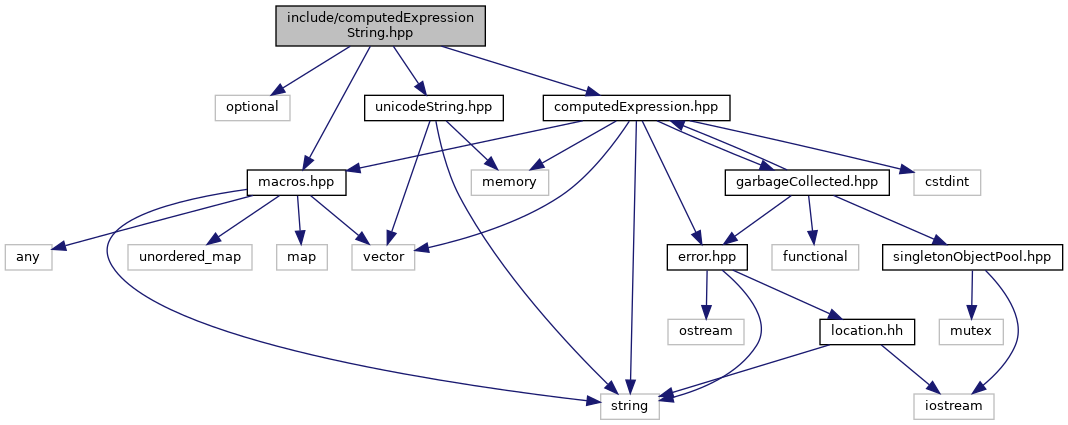 include/computedExpression
String.hpp
optional
unicodeString.hpp
computedExpression.hpp
macros.hpp
memory
garbageCollected.hpp
cstdint
any
unordered_map
map
vector
error.hpp
functional
singletonObjectPool.hpp
ostream
location.hh
mutex
string
iostream